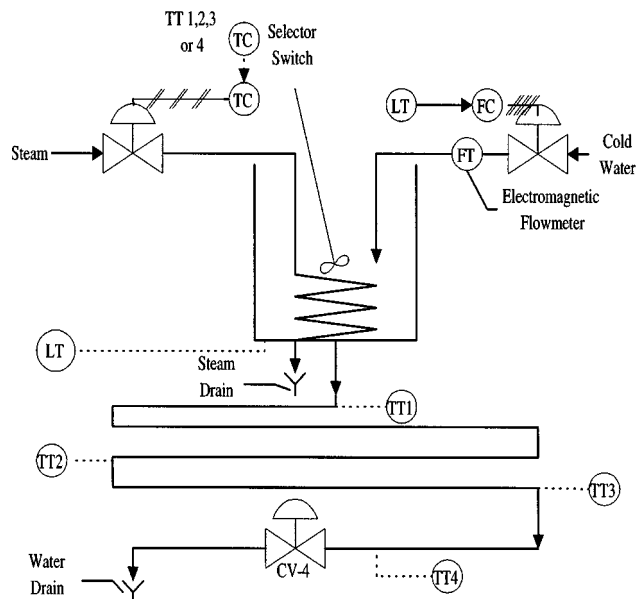 TT 1,2,3
or 4
TC
Selector
Switch
TC
LT
FC
Steam
FT
Cold
Water
Electromagnetic
Flowmeter
LT
Steam
Drain
TT1
TT2
TT3
Water
Drain
CV-4
TT4